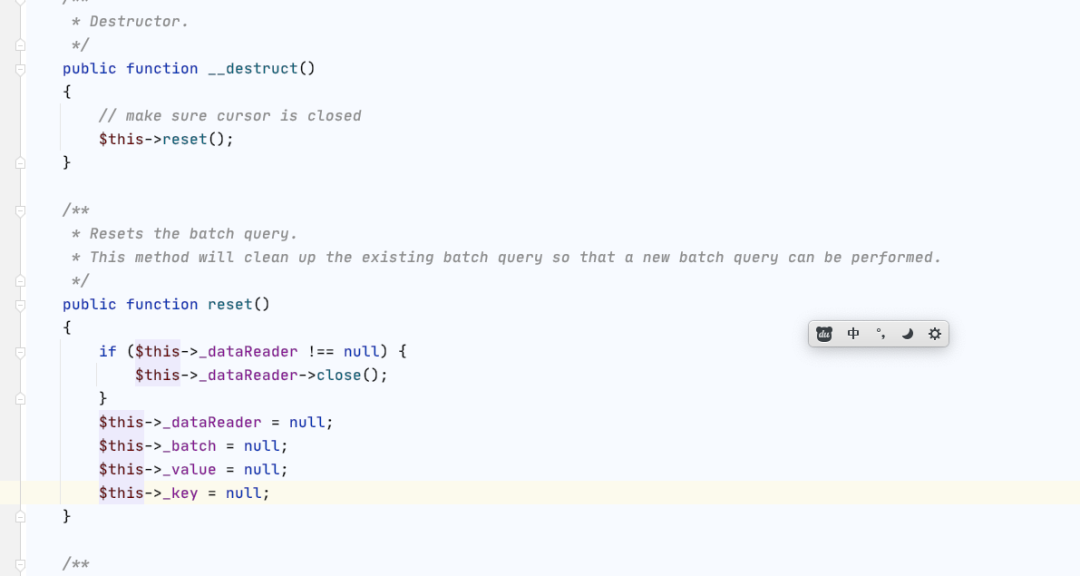 /**
 * Destructor.
 */
public function __destruct()
{
    // make sure cursor is closed
    $this->reset();
}
/**
 * Resets the batch query.
 * This method will clean up the existing batch query so that a new batch query can be performed.
 */
public function reset()
{
du 中 °,
    if ($this->_dataReader !== null) {
        $this->_dataReader->close();
    }
    $this->_dataReader = null;
    $this->_batch = null;
    $this->_value = null;
    $this->_key = null;
}
/**